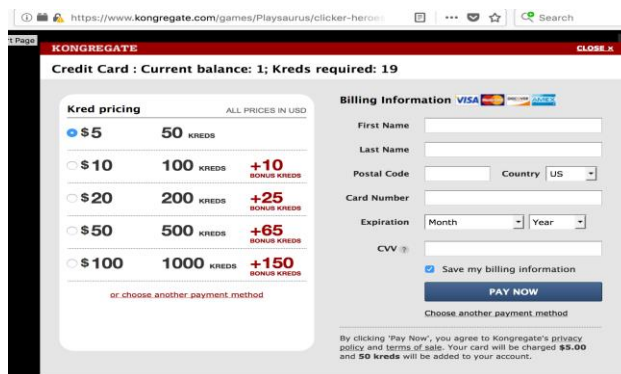 https://www.kongregate.com/games/Playsaurus/clicker-heroes
Search
t Page
KONGREGATE
CLOSE x
Credit Card : Current balance: 1; Kreds required: 19
Kred pricing
ALL PRICES IN USD
$5 50 KREDS
$10 100 KREDS +10 BONUS KREDS
$20 200 KREDS +25 BONUS KREDS
$50 500 KREDS +65 BONUS KREDS
$100 1000 KREDS +150 BONUS KREDS
or choose another payment method
Billing Information VISA
First Name
Last Name
Postal Code Country US
Card Number
Expiration Month Year
CVV ?
Save my billing information
PAY NOW
Choose another payment method
By clicking 'Pay Now', you agree to Kongregate's privacy
policy and terms of sale. Your card will be charged $5.00
and 50 kreds will be added to your account.